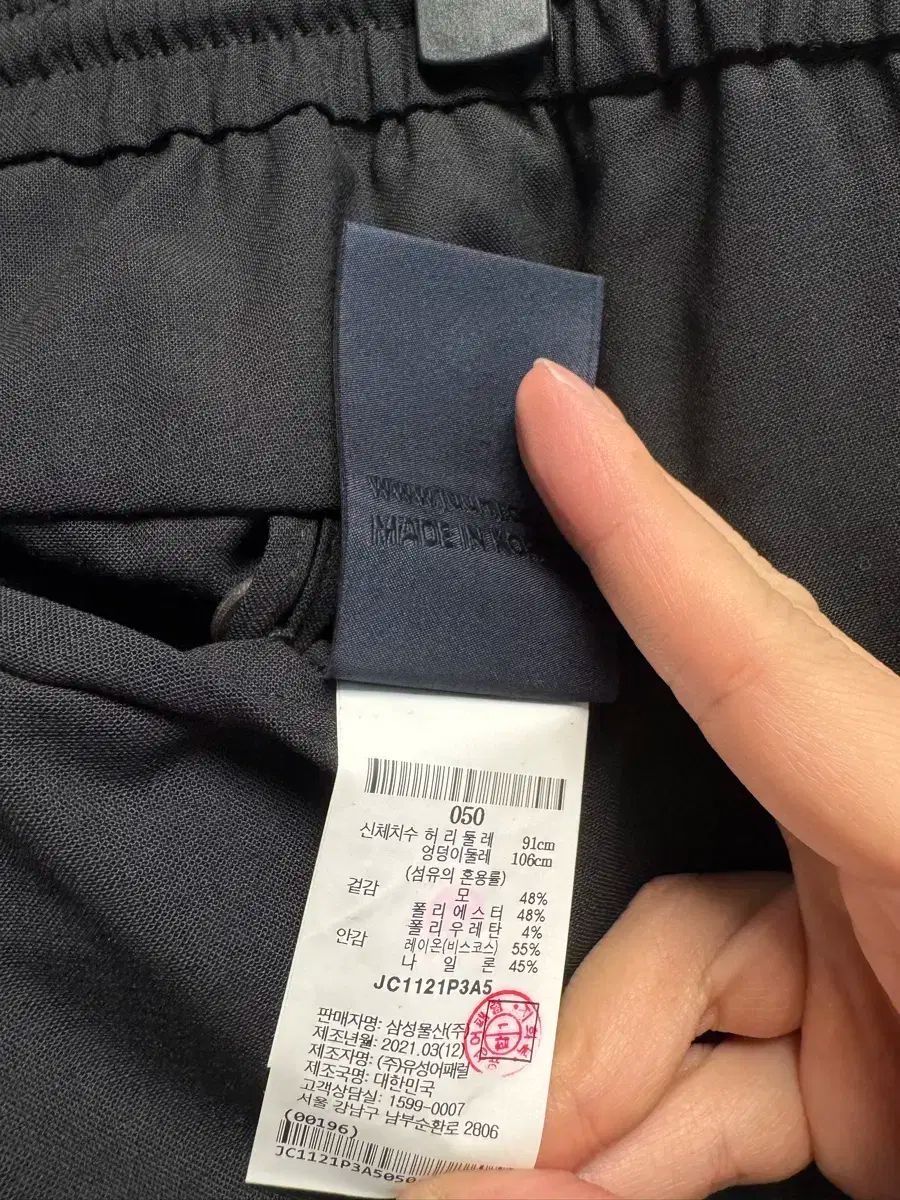 MADE IN
050
신체치수 허리둘레 91cm
엉덩이둘레 106cm
(섬유의 혼용률)
겉감 모 48%
폴리에스터 48%
폴리우레탄 4%
안감 레이온(비스코스) 55%
나일론 45%
JC1121P3A5
판매자명: 삼성물산(주)
제조년월: 2021.03(12)
제조자명: (주)유성어패럴
제조국명: 대한민국
고객상담실: 1599-0007
서울 강남구 남부순환로 2806
(00196)
JC1121P3A5050